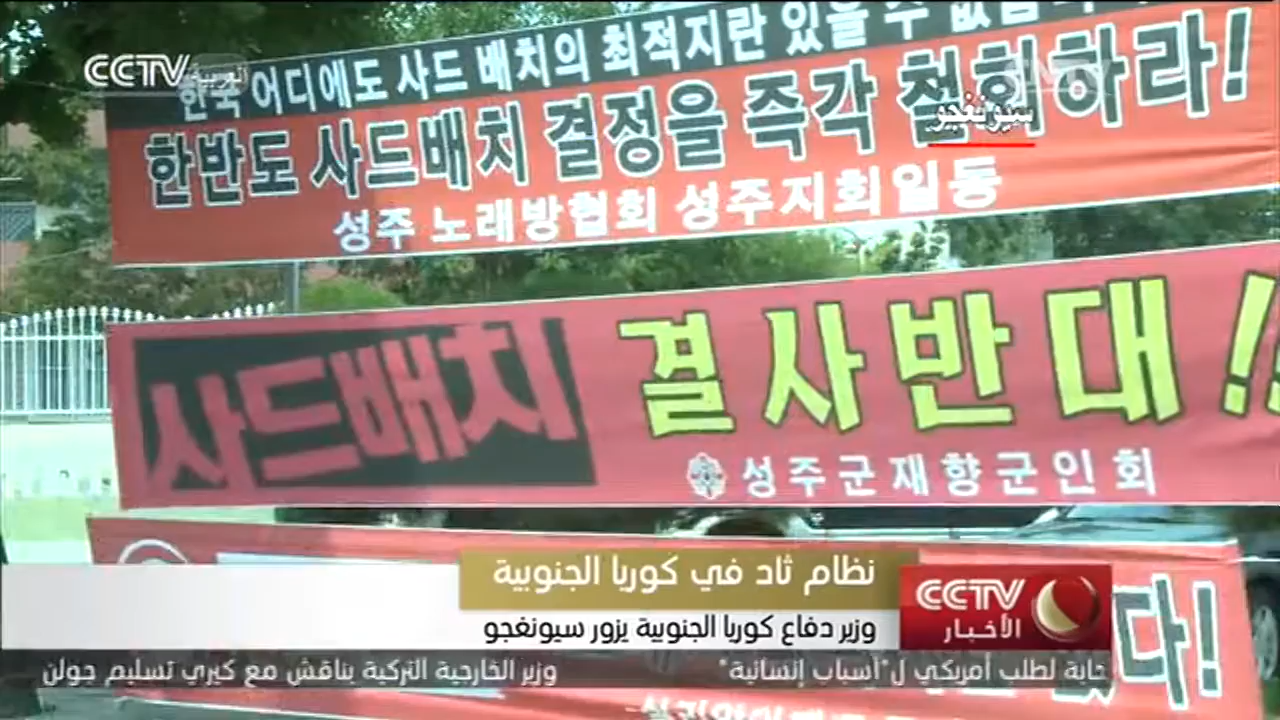 CCTV العربية
CNTV
한국 어디에도 사드 배치의 최적지란 있을 수 없습
한반도 사드배치 결정을 즉각 철회하라!
성주 노래방협회 성주지회일동
سيونغجو
사드배치 결사반대!!
성주군재향군인회
다!
نظام ثاد في كوريا الجنوبية
وزير دفاع كوريا الجنوبية يزور سيونغجو
CCTV
الأخبار
جابة لطلب أمريكي ل"أسباب إنسانية"
وزير الخارجية التركية يناقش مع كيري تسليم جولن